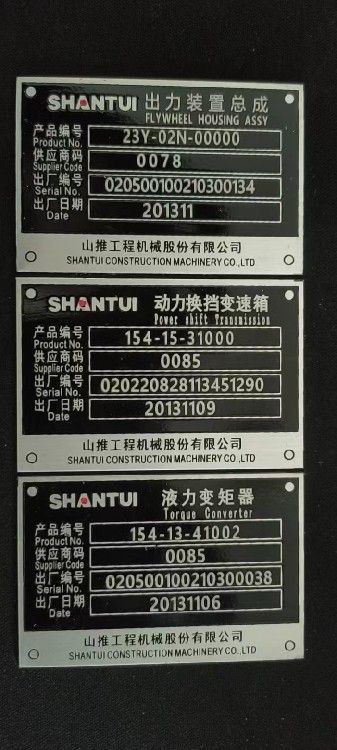 SHANTUI 出力装置总成
FLYWHEEL HOUSING ASSY
产品编号 23Y-02N-00000
Product No.
供应商码 0078
Supplier Code
出厂编号 020500100210300134
Serial No.
出厂日期 201311
Date
山推工程机械股份有限公司
SHANTUI CONSTRUCTION MACHINERY CO.,LTD
SHANTUI 动力换挡变速箱
Power shift Transmission
产品编号 154-15-31000
Product No.
供应商码 0085
Supplier Code
出厂编号 020220828113451290
Serial No.
出厂日期 20131109
Date
山推工程机械股份有限公司
SHANTUI CONSTRUCTION MACHINERY CO.,LTD
SHANTUI 液力变矩器
Torque Converter
产品编号 154-13-41002
Product No.
供应商码 0085
Supplier Code
出厂编号 020500100210300038
Serial No.
出厂日期 20131106
Date
山推工程机械股份有限公司
SHANTUI CONSTRUCTION MACHINERY CO.,LTD